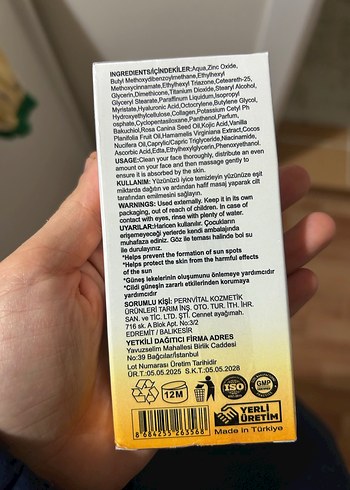 INGREDIENTS/İÇİNDEKİLER:Aqua,Zinc Oxide,
Butyl Methoxydibenzoylmethane,Ethylhexyl
Methoxycinnamate,Ethylhexyl Triazone,Ceteareth-25,
Glycerin,Dimethicone,Titanium Dioxide,Stearyl Alcohol,
Glyceryl Stearate,Paraffinum Liquidum,Isopropyl
Myristate,Hyaluronic Acid,Octocrylene,Butylene Glycol,
Hydroxyethylcellulose,Collagen,Potassium Cetyl Ph
osphate,Cyclopentasiloxane,Panthenol,Parfum,
Bakuchiol,Rosa Canina Seed Oil,Kojic Acid,Vanilla
Planifolia Fruit Oil,Hamamelis Virginiana Extract,Cocos
Nucifera Oil,Caprylic/Capric Triglyceride,Niacinamide,
Ascorbic Acid,Edta,Ethylhexylglycerin,Phenoxyethanol.
USAGE:Clean your face thoroughly, distribute an even
amount on your face and then massage gently to
ensure it is absorbed by the skin.
KULLANIM: Yüzünüzü iyice temizleyin yüzünüze eşit
miktarda dağıtın ve ardından hafif masaj yaparak cilt
tarafından emilmesini sağlayın.
WARNINGS: Used externally. Keep it in its own
packaging, out of reach of children. In case of
contact with eyes, rinse with plenty of water.
UYARILAR:Haricen kullanılır. Çocukların
erişemeyeceği yerlerde kendi ambalajında
muhafaza ediniz. Göz ile teması halinde bol su
ile durulayınız.
*Helps prevent the formation of sun spots
*Helps protect the skin from the harmful effects
of the sun
*Güneş lekelerinin oluşumunu önlemeye yardımcıdır
*Cildi güneşin zararlı etkilerinden korumaya
yardımcıdır
SORUMLU KİŞİ: PERNVİTAL KOZMETİK
ÜRÜNLERİ TARIM İNŞ. OTO. TUR. İTH. İHR.
SAN. ve TİC. LTD. ŞTİ. Cennet ayağımah.
716 sk. A Blok Apt. No:3/2
EDREMİT / BALIKESİR
YETKİLİ DAĞITICI FİRMA ADRES
Yavuzselim Mahallesi Birlik Caddesi
No:39 Bağcılar/İstanbul
Lot Numarası Üretim Tarihidir
ÜR.T.:05.05.2025 S.K.T.:05.05.2028
12M
ISO
GMP
YERLİ
ÜRETİM
Made in Türkiye
8 684255 263568